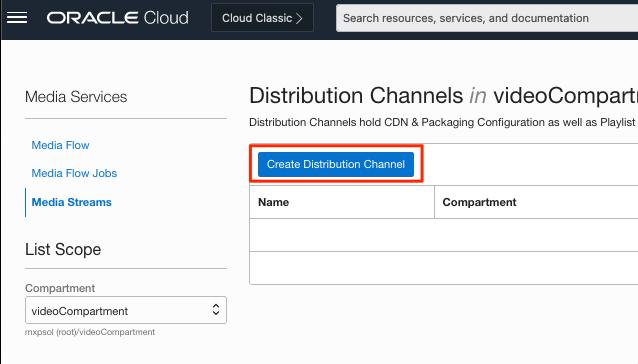 ORACLE Cloud
Cloud Classic >
Search resources, services, and documentation
Media Services
Media Flow
Media Flow Jobs
Media Streams
List Scope
Compartment
videoCompartment
mxpsol (root)/videoCompartment
Distribution Channels in videoCompartm
Distribution Channels hold CDN & Packaging Configuration as well as Playlist
Create Distribution Channel
Name
Compartment